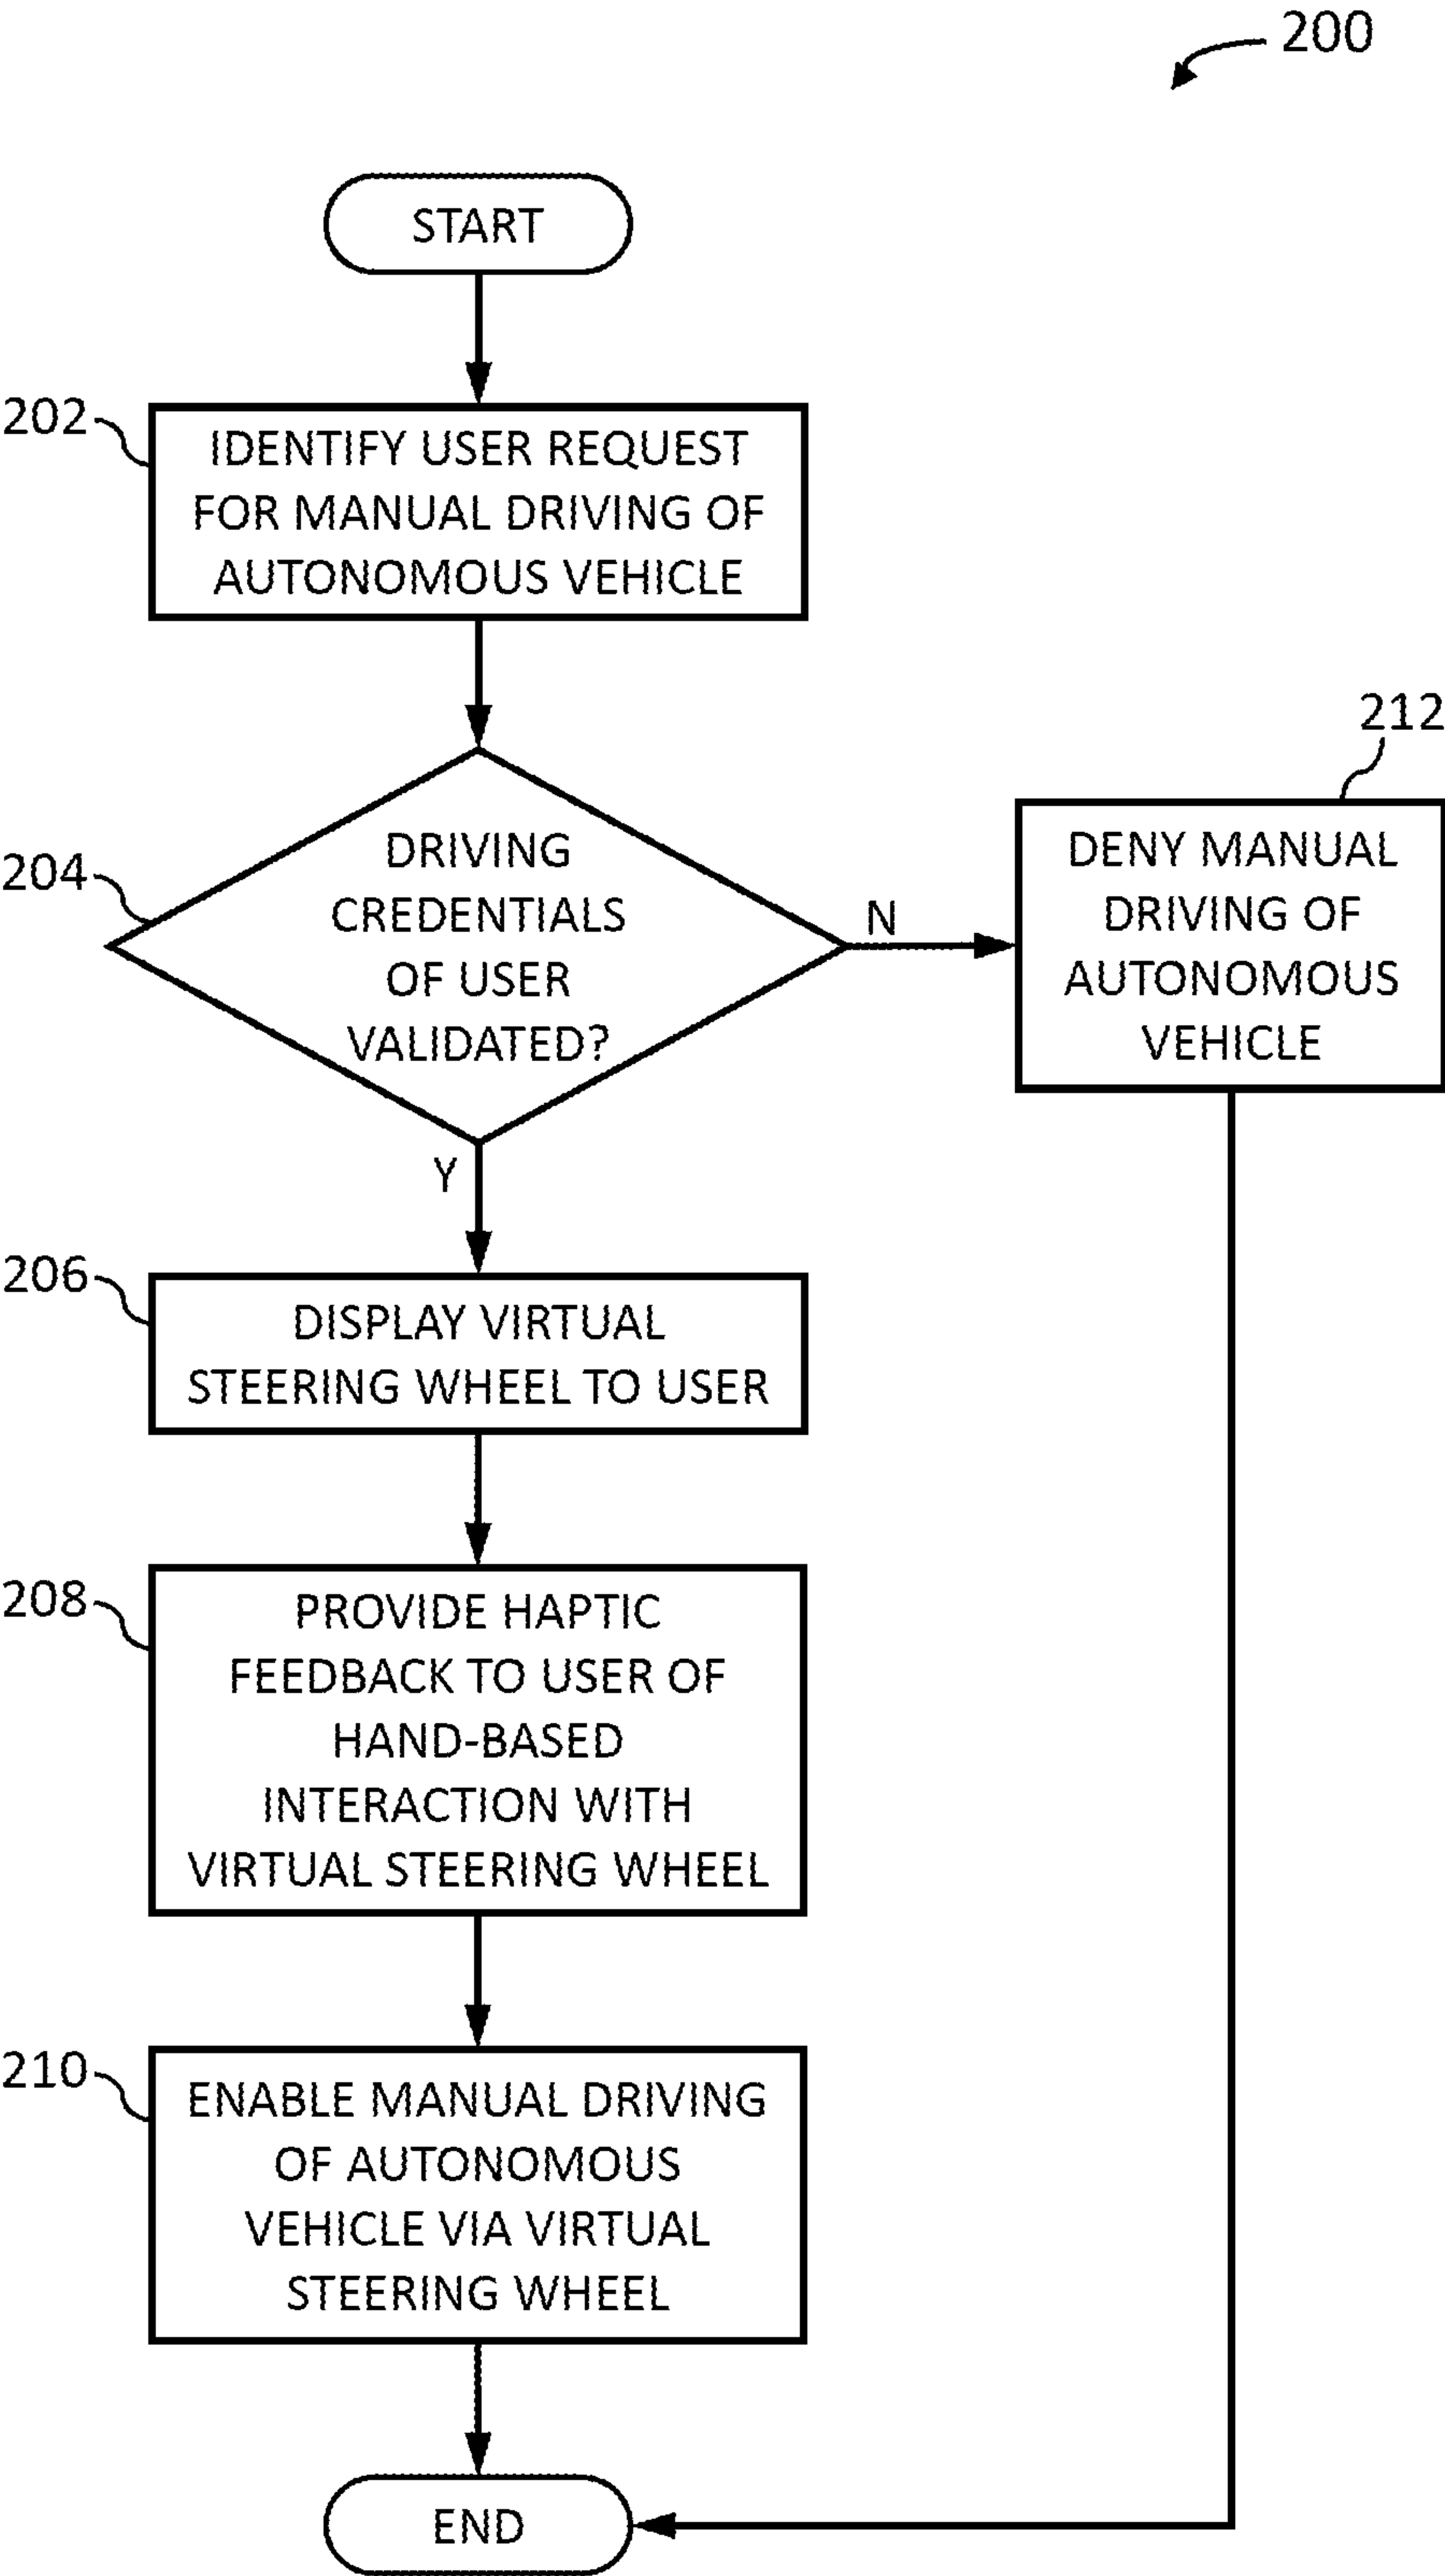 200
START
202
IDENTIFY USER REQUEST
FOR MANUAL DRIVING OF
AUTONOMOUS VEHICLE
204
DRIVING
CREDENTIALS
OF USER
VALIDATED?
N
212
DENY MANUAL
DRIVING OF
AUTONOMOUS
VEHICLE
Y
206
DISPLAY VIRTUAL
STEERING WHEEL TO USER
208
PROVIDE HAPTIC
FEEDBACK TO USER OF
HAND-BASED
INTERACTION WITH
VIRTUAL STEERING WHEEL
210
ENABLE MANUAL DRIVING
OF AUTONOMOUS
VEHICLE VIA VIRTUAL
STEERING WHEEL
END